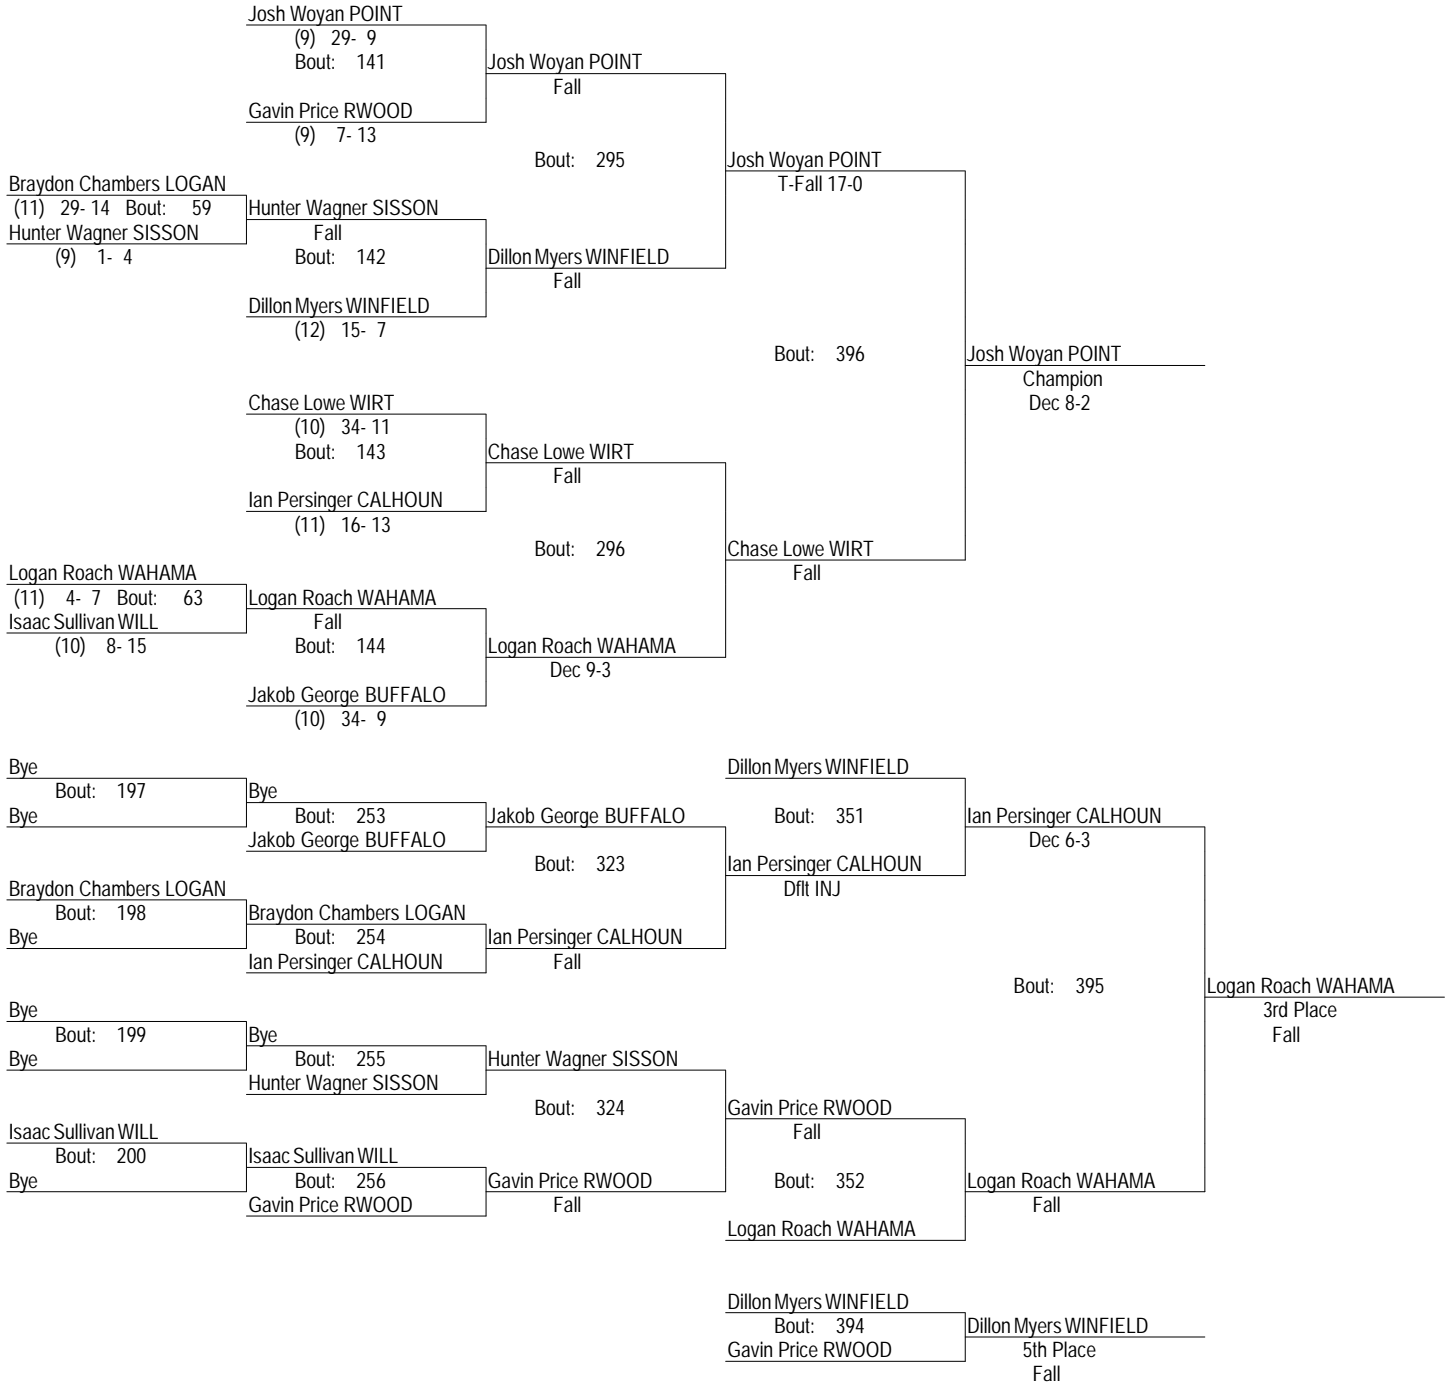 Josh Woyan POINT
(9) 29- 9
Bout: 141
Josh Woyan POINT
Fall
Gavin Price RWOOD
(9) 7- 13
Bout: 295
Josh Woyan POINT
T-Fall 17-0
Braydon Chambers LOGAN
(11) 29- 14 Bout: 59
Hunter Wagner SISSON
Fall
Hunter Wagner SISSON
(9) 1- 4
Bout: 142
Dillon Myers WINFIELD
Fall
Dillon Myers WINFIELD
(12) 15- 7
Bout: 396
Josh Woyan POINT
Champion
Dec 8-2
Chase Lowe WIRT
(10) 34- 11
Bout: 143
Chase Lowe WIRT
Fall
Ian Persinger CALHOUN
(11) 16- 13
Bout: 296
Chase Lowe WIRT
Fall
Logan Roach WAHAMA
(11) 4- 7 Bout: 63
Logan Roach WAHAMA
Fall
Isaac Sullivan WILL
(10) 8- 15
Bout: 144
Logan Roach WAHAMA
Dec 9-3
Jakob George BUFFALO
(10) 34- 9
Bye
Bout: 197
Bye
Bye
Bout: 253
Jakob George BUFFALO
Jakob George BUFFALO
Bout: 323
Dillon Myers WINFIELD
Bout: 351
Ian Persinger CALHOUN
Dec 6-3
Ian Persinger CALHOUN
Dflt INJ
Braydon Chambers LOGAN
Bout: 198
Bye
Braydon Chambers LOGAN
Bout: 254
Ian Persinger CALHOUN
Ian Persinger CALHOUN
Fall
Bout: 395
Logan Roach WAHAMA
3rd Place
Fall
Bye
Bout: 199
Bye
Bye
Bout: 255
Hunter Wagner SISSON
Hunter Wagner SISSON
Bout: 324
Gavin Price RWOOD
Fall
Isaac Sullivan WILL
Bout: 200
Bye
Isaac Sullivan WILL
Bout: 256
Gavin Price RWOOD
Gavin Price RWOOD
Fall
Bout: 352
Logan Roach WAHAMA
Fall
Logan Roach WAHAMA
Dillon Myers WINFIELD
Bout: 394
Gavin Price RWOOD
Dillon Myers WINFIELD
5th Place
Fall